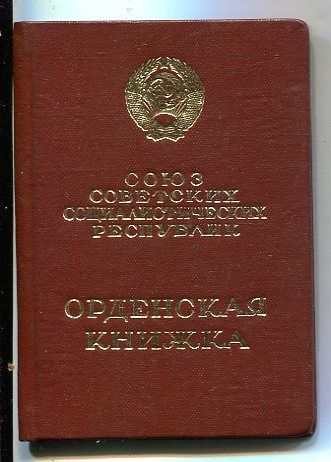 СОЮЗ
СОВЕТСКИХ
СОЦИАЛИСТИЧЕСКИХ
РЕСПУБЛИК
ОРДЕНСКАЯ
КНИЖКА